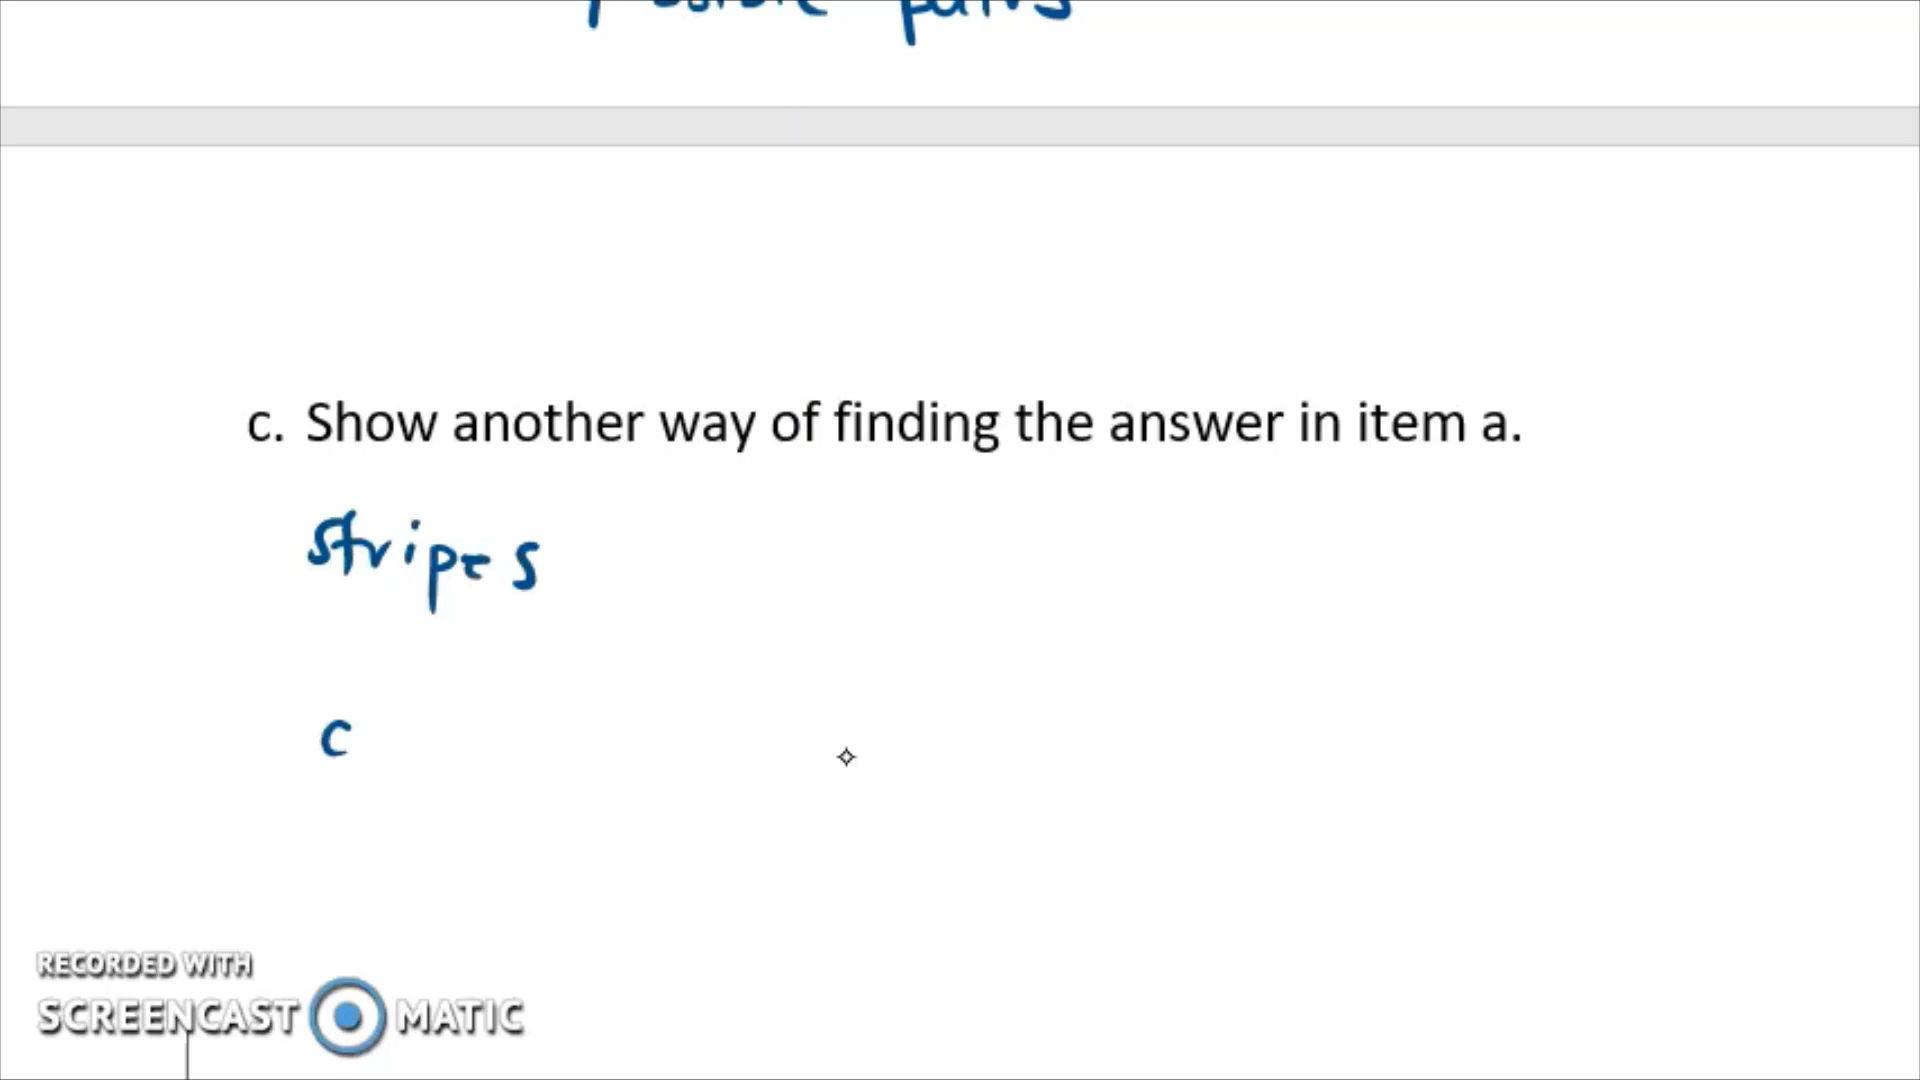 c. Show another way of finding the answer in item a.
stripes
c
RECORDED WITH
SCREENCAST MATIC